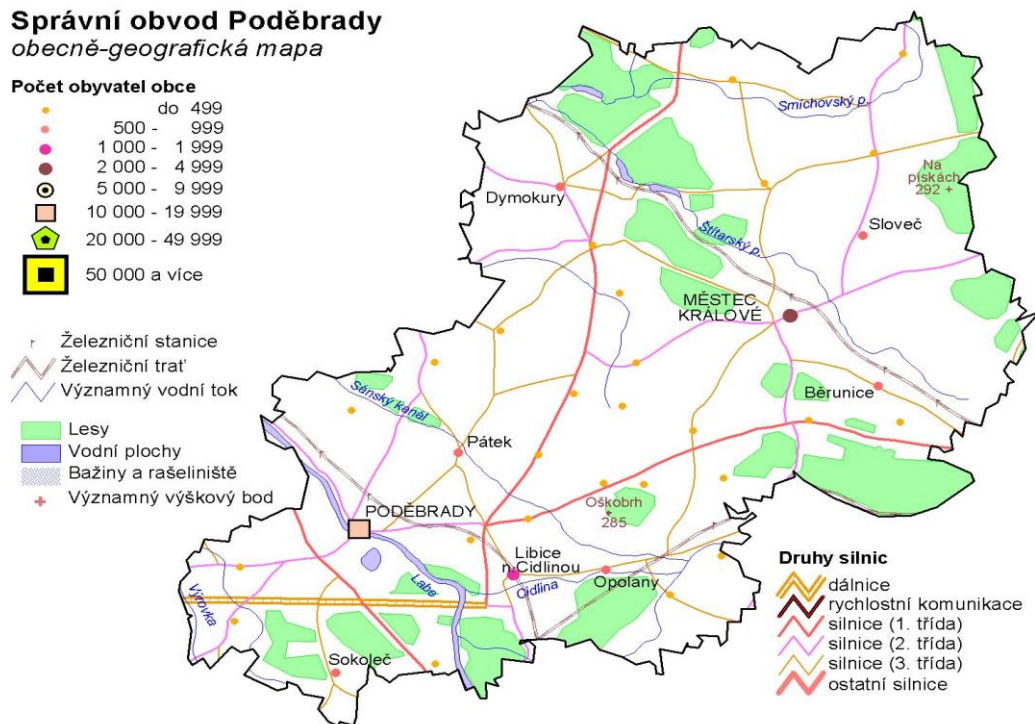 Správní obvod Poděbrady
obecně-geografická mapa
Počet obyvatel obce
do 499
500 - 999
1 000 - 1 999
2 000 - 4 999
5 000 - 9 999
10 000 - 19 999
20 000 - 49 999
50 000 a více
Železniční stanice
Železniční trať
Významný vodní tok
Lesy
Vodní plochy
Bažiny a rašeliniště
Významný výškový bod
Smíchovský p.
Na pískách
292 +
Dymokury
Sloveč
Štítarský p.
MĚSTEC
KRÁLOVÉ
Běrunice
Sánský kanál
Pátek
Oškobrh
285
PODĚBRADY
Libice
n.Cidlinou
Opolany
Cidlina
Labe
Výrovka
Sokoleč
Druhy silnic
dálnice
rychlostní komunikace
silnice (1. třída)
silnice (2. třída)
silnice (3. třída)
ostatní silnice